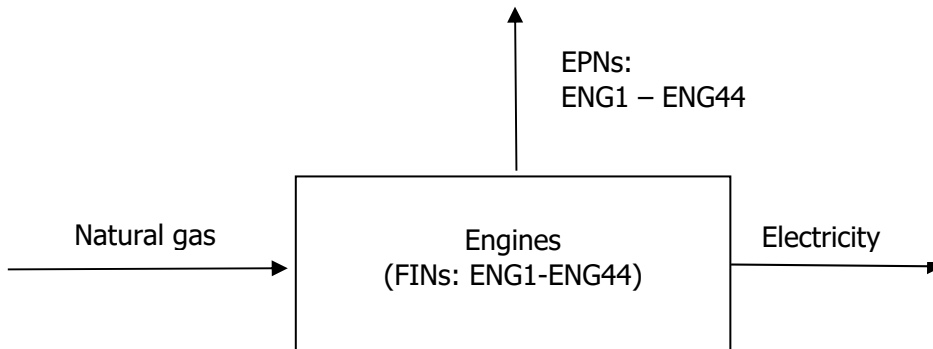 EPNs:
ENG1 – ENG44
Natural gas
Engines
(FINs: ENG1-ENG44)
Electricity